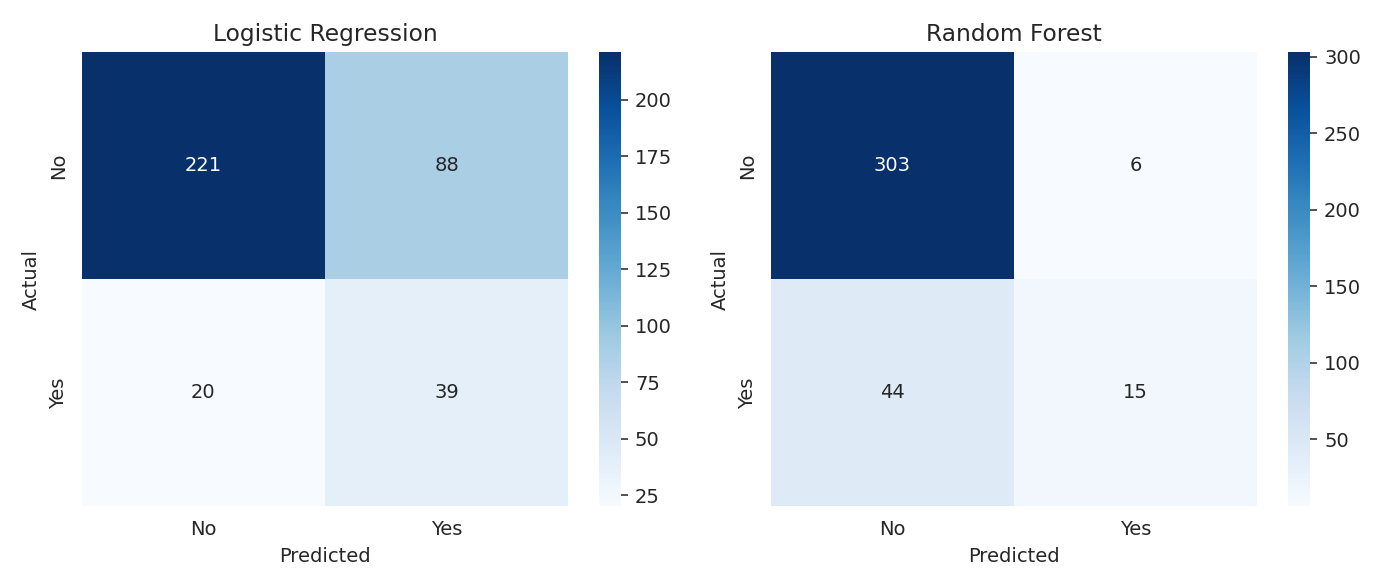 Logistic Regression
Actual
No
Yes
221
88
20
39
No
Yes
Predicted
200
175
150
125
100
75
50
25
Random Forest
Actual
No
Yes
303
6
44
15
No
Yes
Predicted
300
250
200
150
100
50